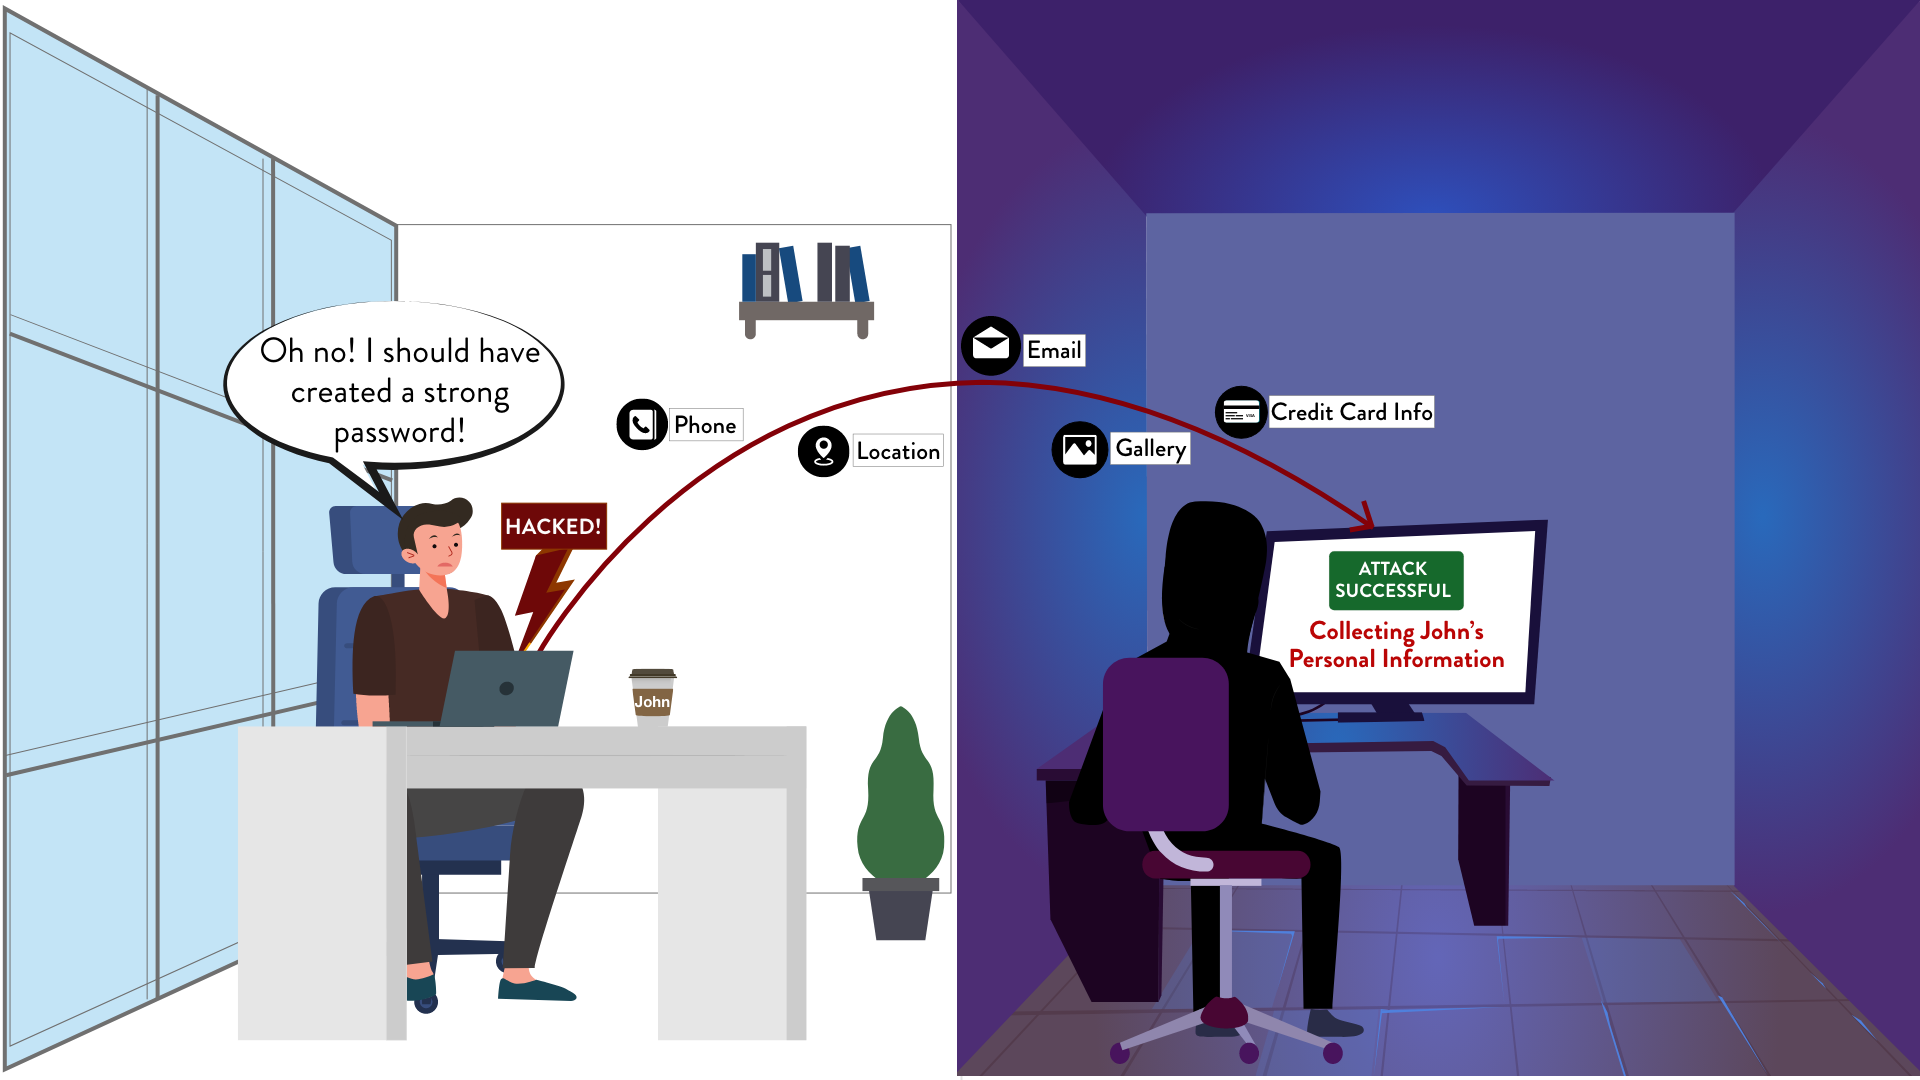 Oh no! I should have
created a strong
password!
HACKED!
Phone
Location
John
Email
Gallery
Credit Card Info
VISA
ATTACK
SUCCESSFUL
Collecting John's
Personal Information